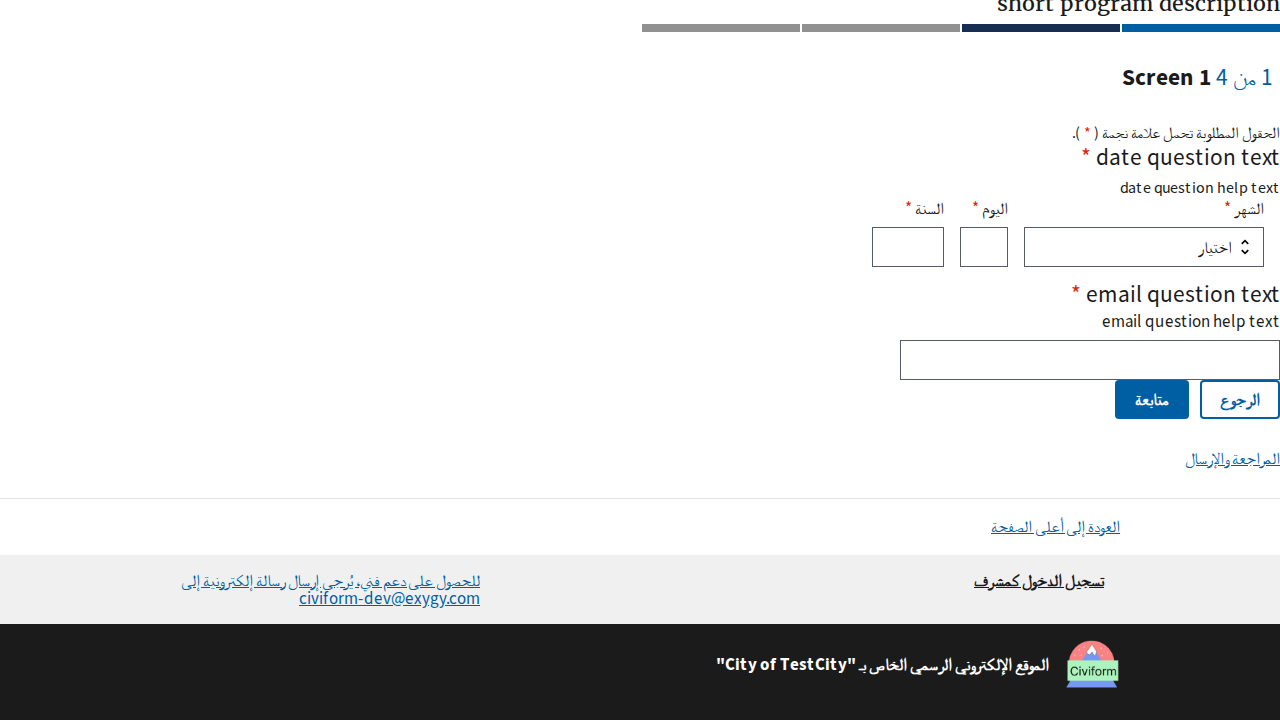 short program description
1 من 4 Screen 1
الحقول المطلوبة تحمل علامة نجمة ( * ).
date question text *
date question help text
الشهر *
اليوم *
السنة *
اختيار
email question text *
email question help text
الرجوع
متابعة
المراجعة والإرسال
العودة إلى أعلى الصفحة
تسجيل الدخول كمشرف
للحصول على دعم فني، يُرجى إرسال رسالة إلكترونية إلى
civiform-dev@exygy.com
Civiform
الموقع الإلكتروني الرسمي الخاص بـ "City of TestCity"